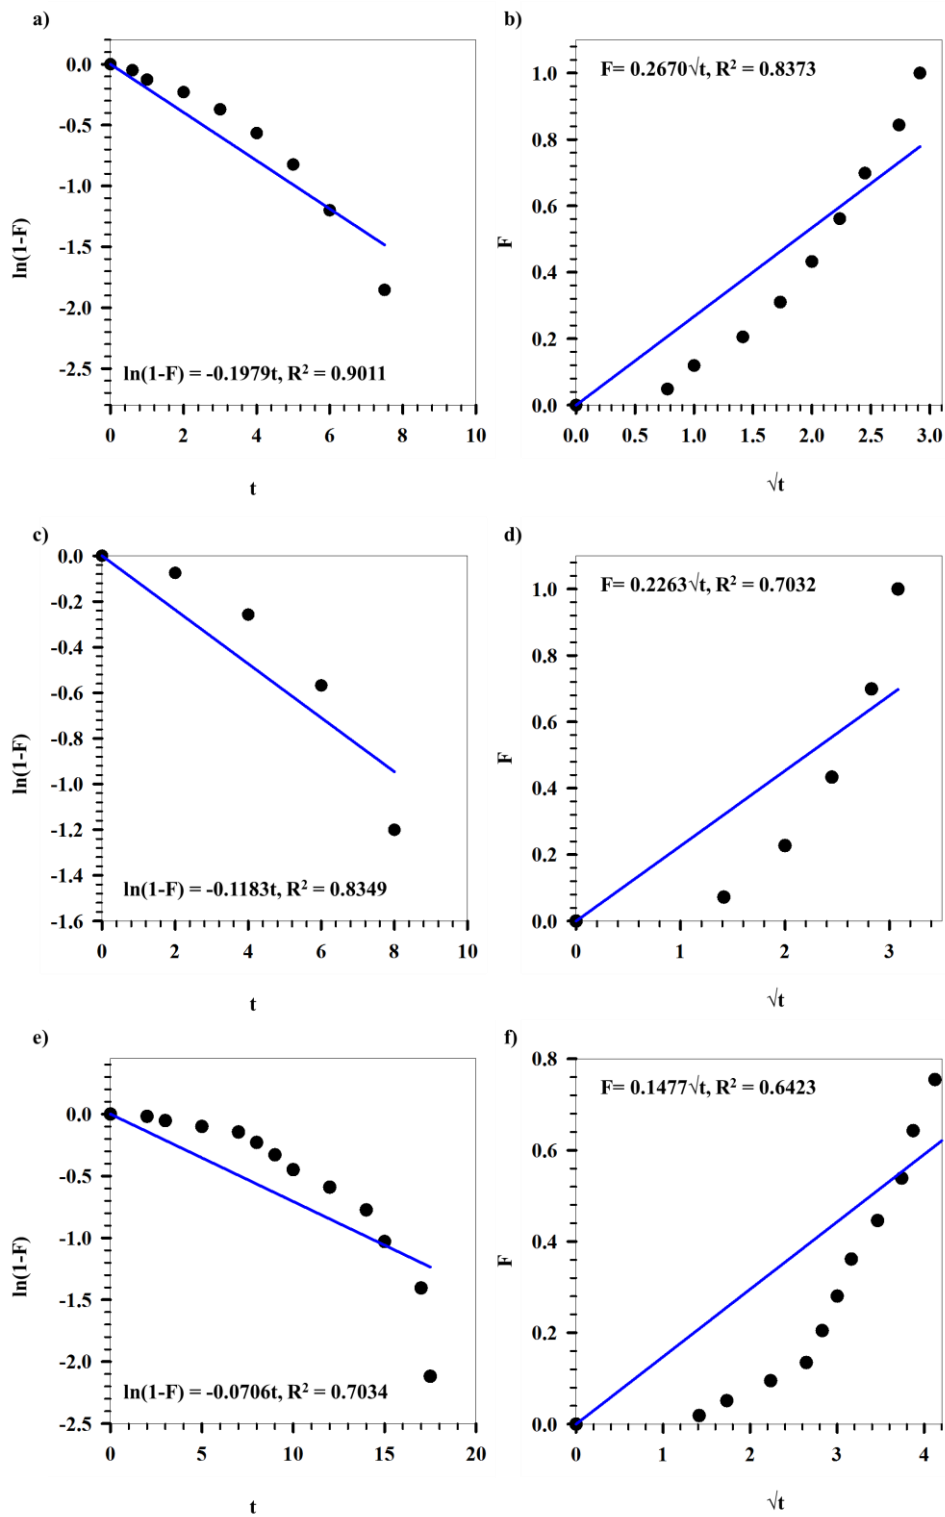 a)
0.0
-0.5
-1.0
-1.5
-2.0
-2.5
ln(1-F)
ln(1-F) = -0.1979t, R² = 0.9011
0 2 4 6 8 10
t
b)
F= 0.2670√t, R² = 0.8373
1.0
0.8
0.6
0.4
0.2
0.0
F
0.0 0.5 1.0 1.5 2.0 2.5 3.0
√t
c)
0.0
-0.2
-0.4
-0.6
-0.8
-1.0
-1.2
-1.4
-1.6
ln(1-F)
ln(1-F) = -0.1183t, R² = 0.8349
0 2 4 6 8 10
t
d)
F= 0.2263√t, R² = 0.7032
1.0
0.8
0.6
0.4
0.2
0.0
F
0 1 2 3
√t
e)
0.0
-0.5
-1.0
-1.5
-2.0
-2.5
ln(1-F)
ln(1-F) = -0.0706t, R² = 0.7034
0 5 10 15 20
t
f)
F= 0.1477√t, R² = 0.6423
0.8
0.6
0.4
0.2
0.0
F
0 1 2 3 4
√t